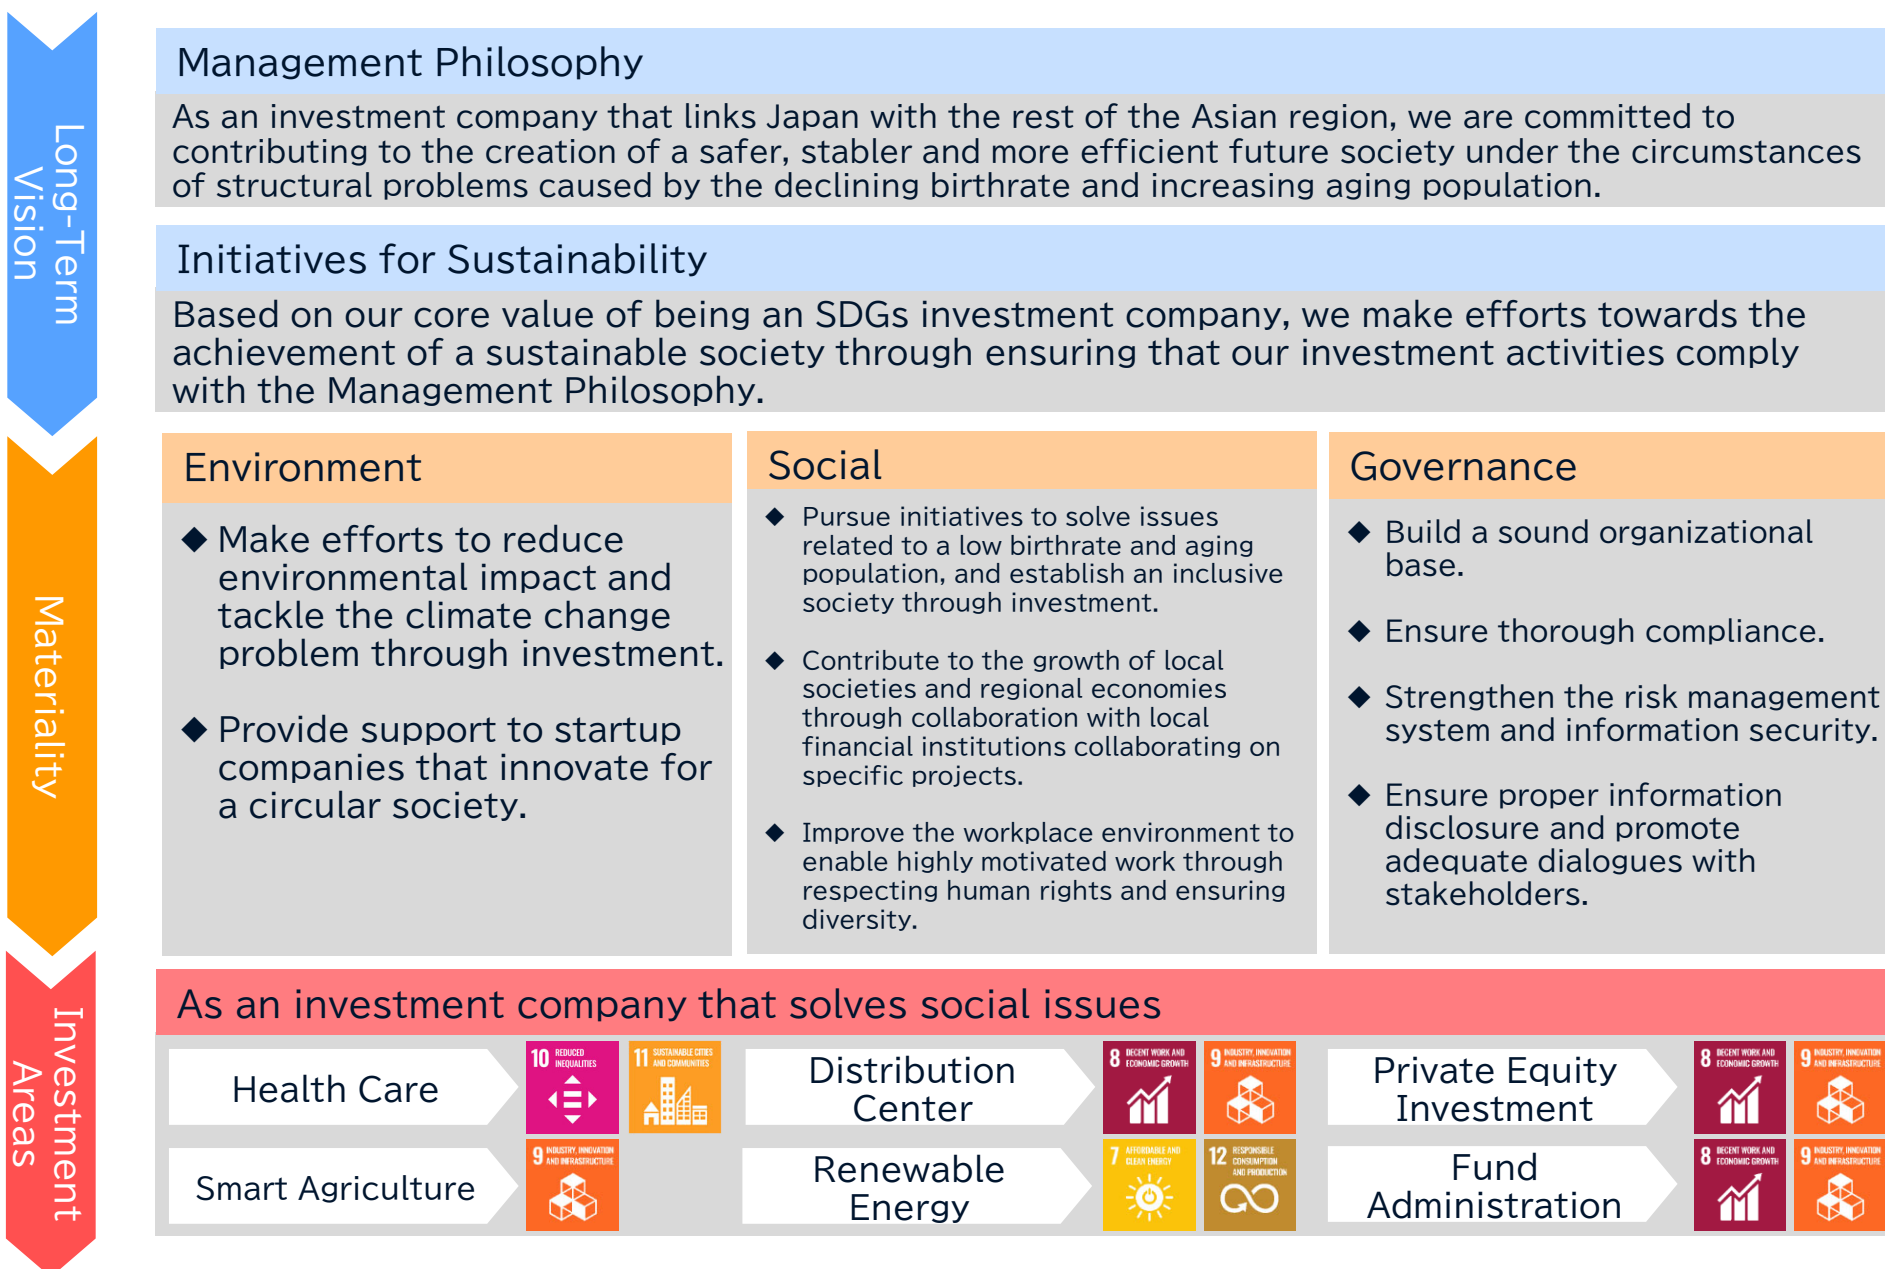 Long-Term
Vision
Management Philosophy
As an investment company that links Japan with the rest of the Asian region, we are committed to
contributing to the creation of a safer, stabler and more efficient future society under the circumstances
of structural problems caused by the declining birthrate and increasing aging population.
Initiatives for Sustainability
Based on our core value of being an SDGs investment company, we make efforts towards the
achievement of a sustainable society through ensuring that our investment activities comply
with the Management Philosophy.
Materiality
Environment
◆ Make efforts to reduce
environmental impact and
tackle the climate change
problem through investment.
◆ Provide support to startup
companies that innovate for
a circular society.
Social
◆ Pursue initiatives to solve issues
related to a low birthrate and aging
population, and establish an inclusive
society through investment.
◆ Contribute to the growth of local
societies and regional economies
through collaboration with local
financial institutions collaborating on
specific projects.
◆ Improve the workplace environment to
enable highly motivated work through
respecting human rights and ensuring
diversity.
Governance
◆ Build a sound organizational
base.
◆ Ensure thorough compliance.
◆ Strengthen the risk management
system and information security.
◆ Ensure proper information
disclosure and promote
adequate dialogues with
stakeholders.
Investment
Areas
As an investment company that solves social issues
Health Care
10 REDUCED
INEQUALITIES
11 SUSTAINABLE CITIES
AND COMMUNITIES
Distribution
Center
8 DECENT WORK AND
ECONOMIC GROWTH
9 INDUSTRY, INNOVATION
AND INFRASTRUCTURE
Private Equity
Investment
8 DECENT WORK AND
ECONOMIC GROWTH
9 INDUSTRY, INNOVATION
AND INFRASTRUCTURE
Smart Agriculture
9 INDUSTRY, INNOVATION
AND INFRASTRUCTURE
Renewable
Energy
7 AFFORDABLE AND
CLEAN ENERGY
12 RESPONSIBLE
CONSUMPTION
AND PRODUCTION
Fund
Administration
8 DECENT WORK AND
ECONOMIC GROWTH
9 INDUSTRY, INNOVATION
AND INFRASTRUCTURE